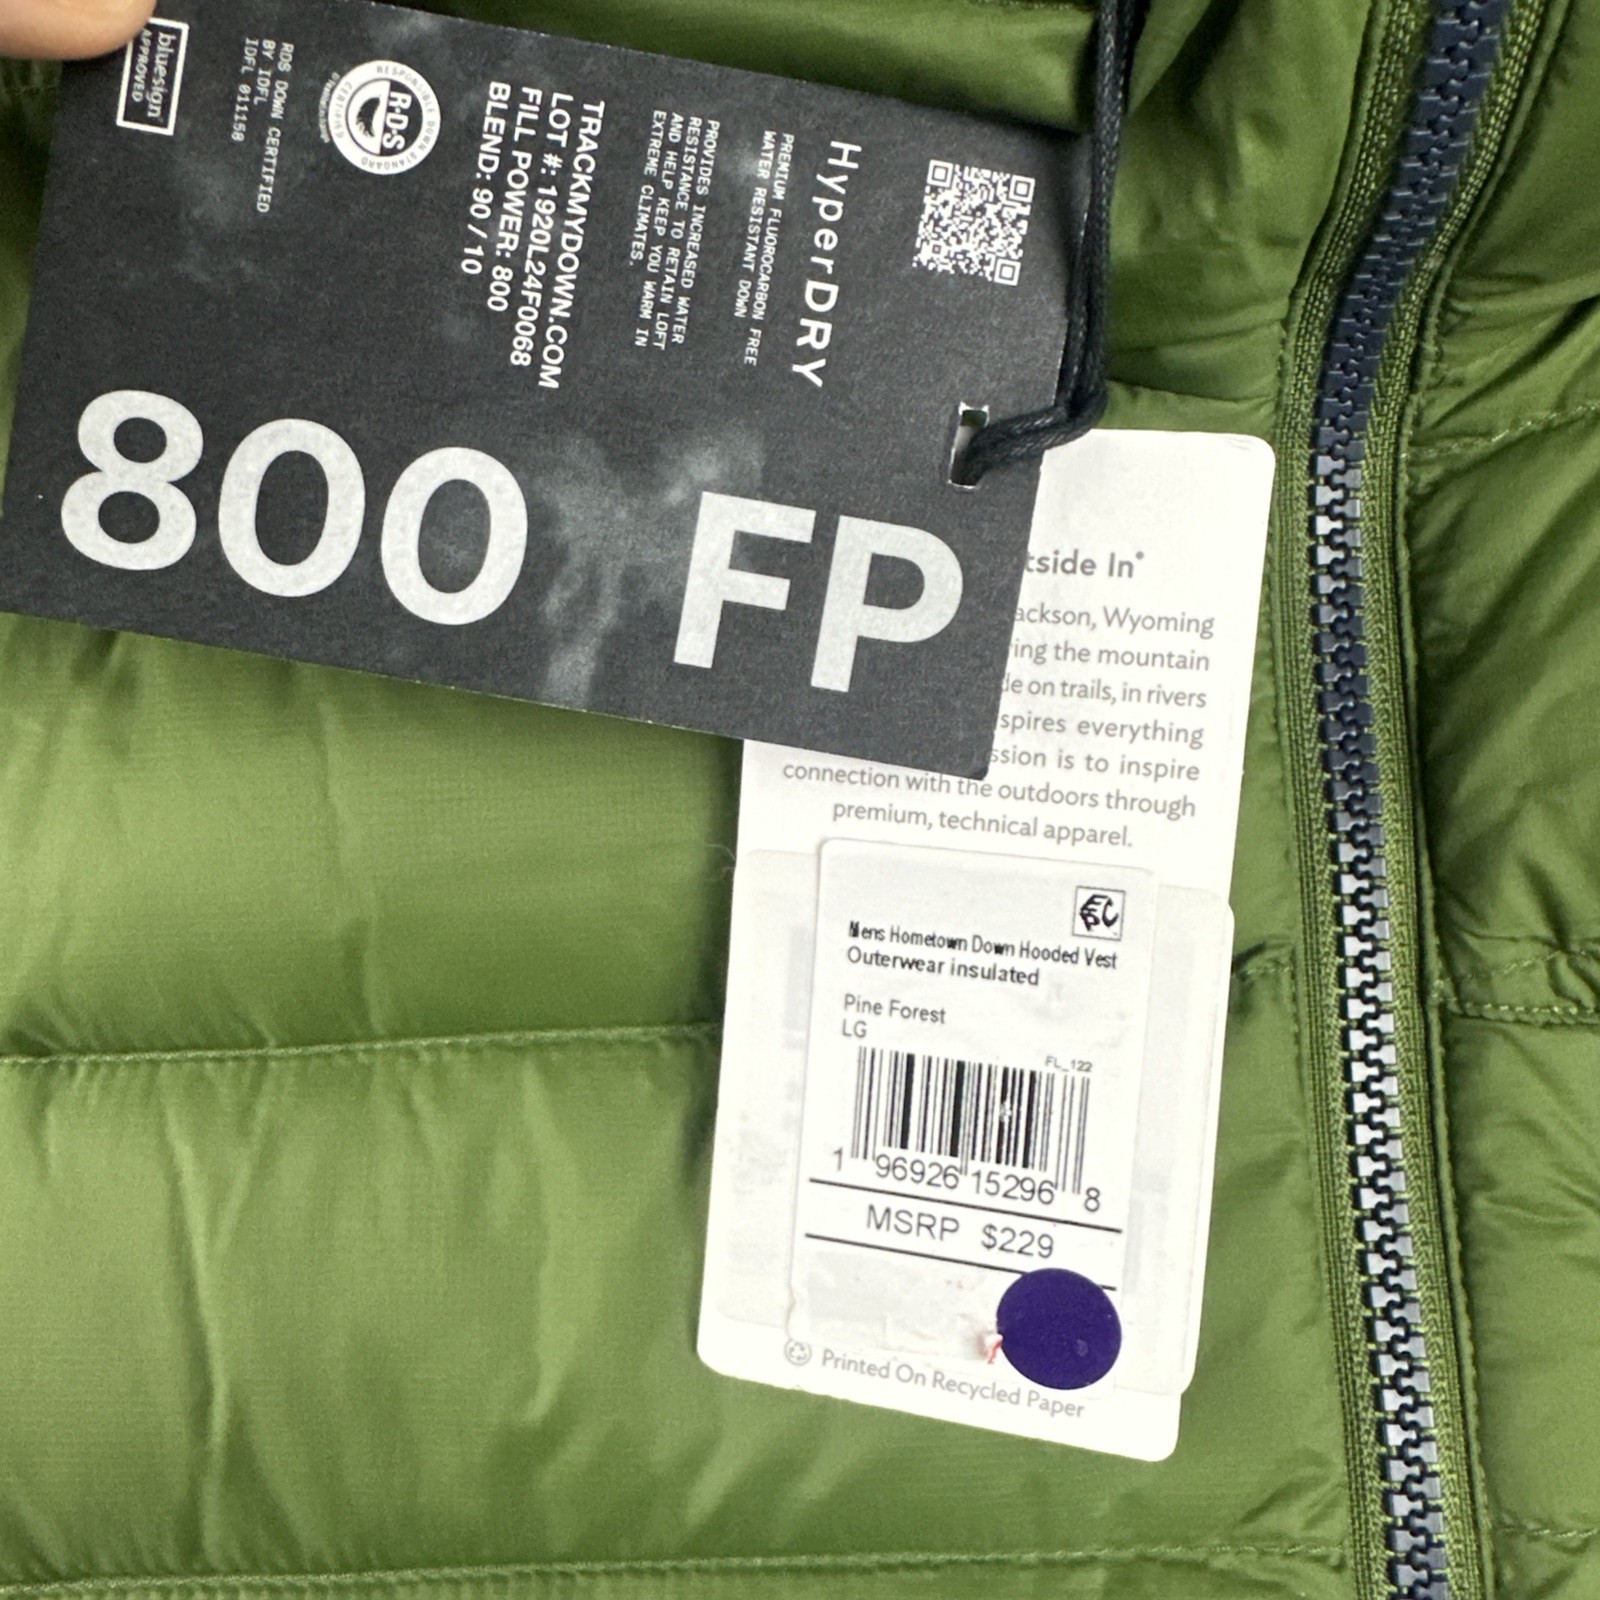 bluesign®
APPROVED
RDS DOWN CERTIFIED
BY IDFL
IDFL 011158
RESPONSIBLE DOWN STANDARD
CERTIFIED
R·D·S
TRACKMYDOWN.COM
LOT #: 1920L24F0068
FILL POWER: 800
BLEND: 90 / 10
PROVIDES INCREASED WATER
RESISTANCE TO RETAIN LOFT
AND HELP KEEP YOU WARM IN
EXTREME CLIMATES.
HyperDRY
PREMIUM FLUOROCARBON FREE
WATER RESISTANT DOWN
800 FP
tside In®
ackson, Wyoming
ring the mountain
de on trails, in rivers
spires everything
ssion is to inspire
connection with the outdoors through
premium, technical apparel.
Mens Hometown Down Hooded Vest
Outerwear insulated
Pine Forest
LG
FL_122
1 96926 15296 8
MSRP $229
Printed On Recycled Paper